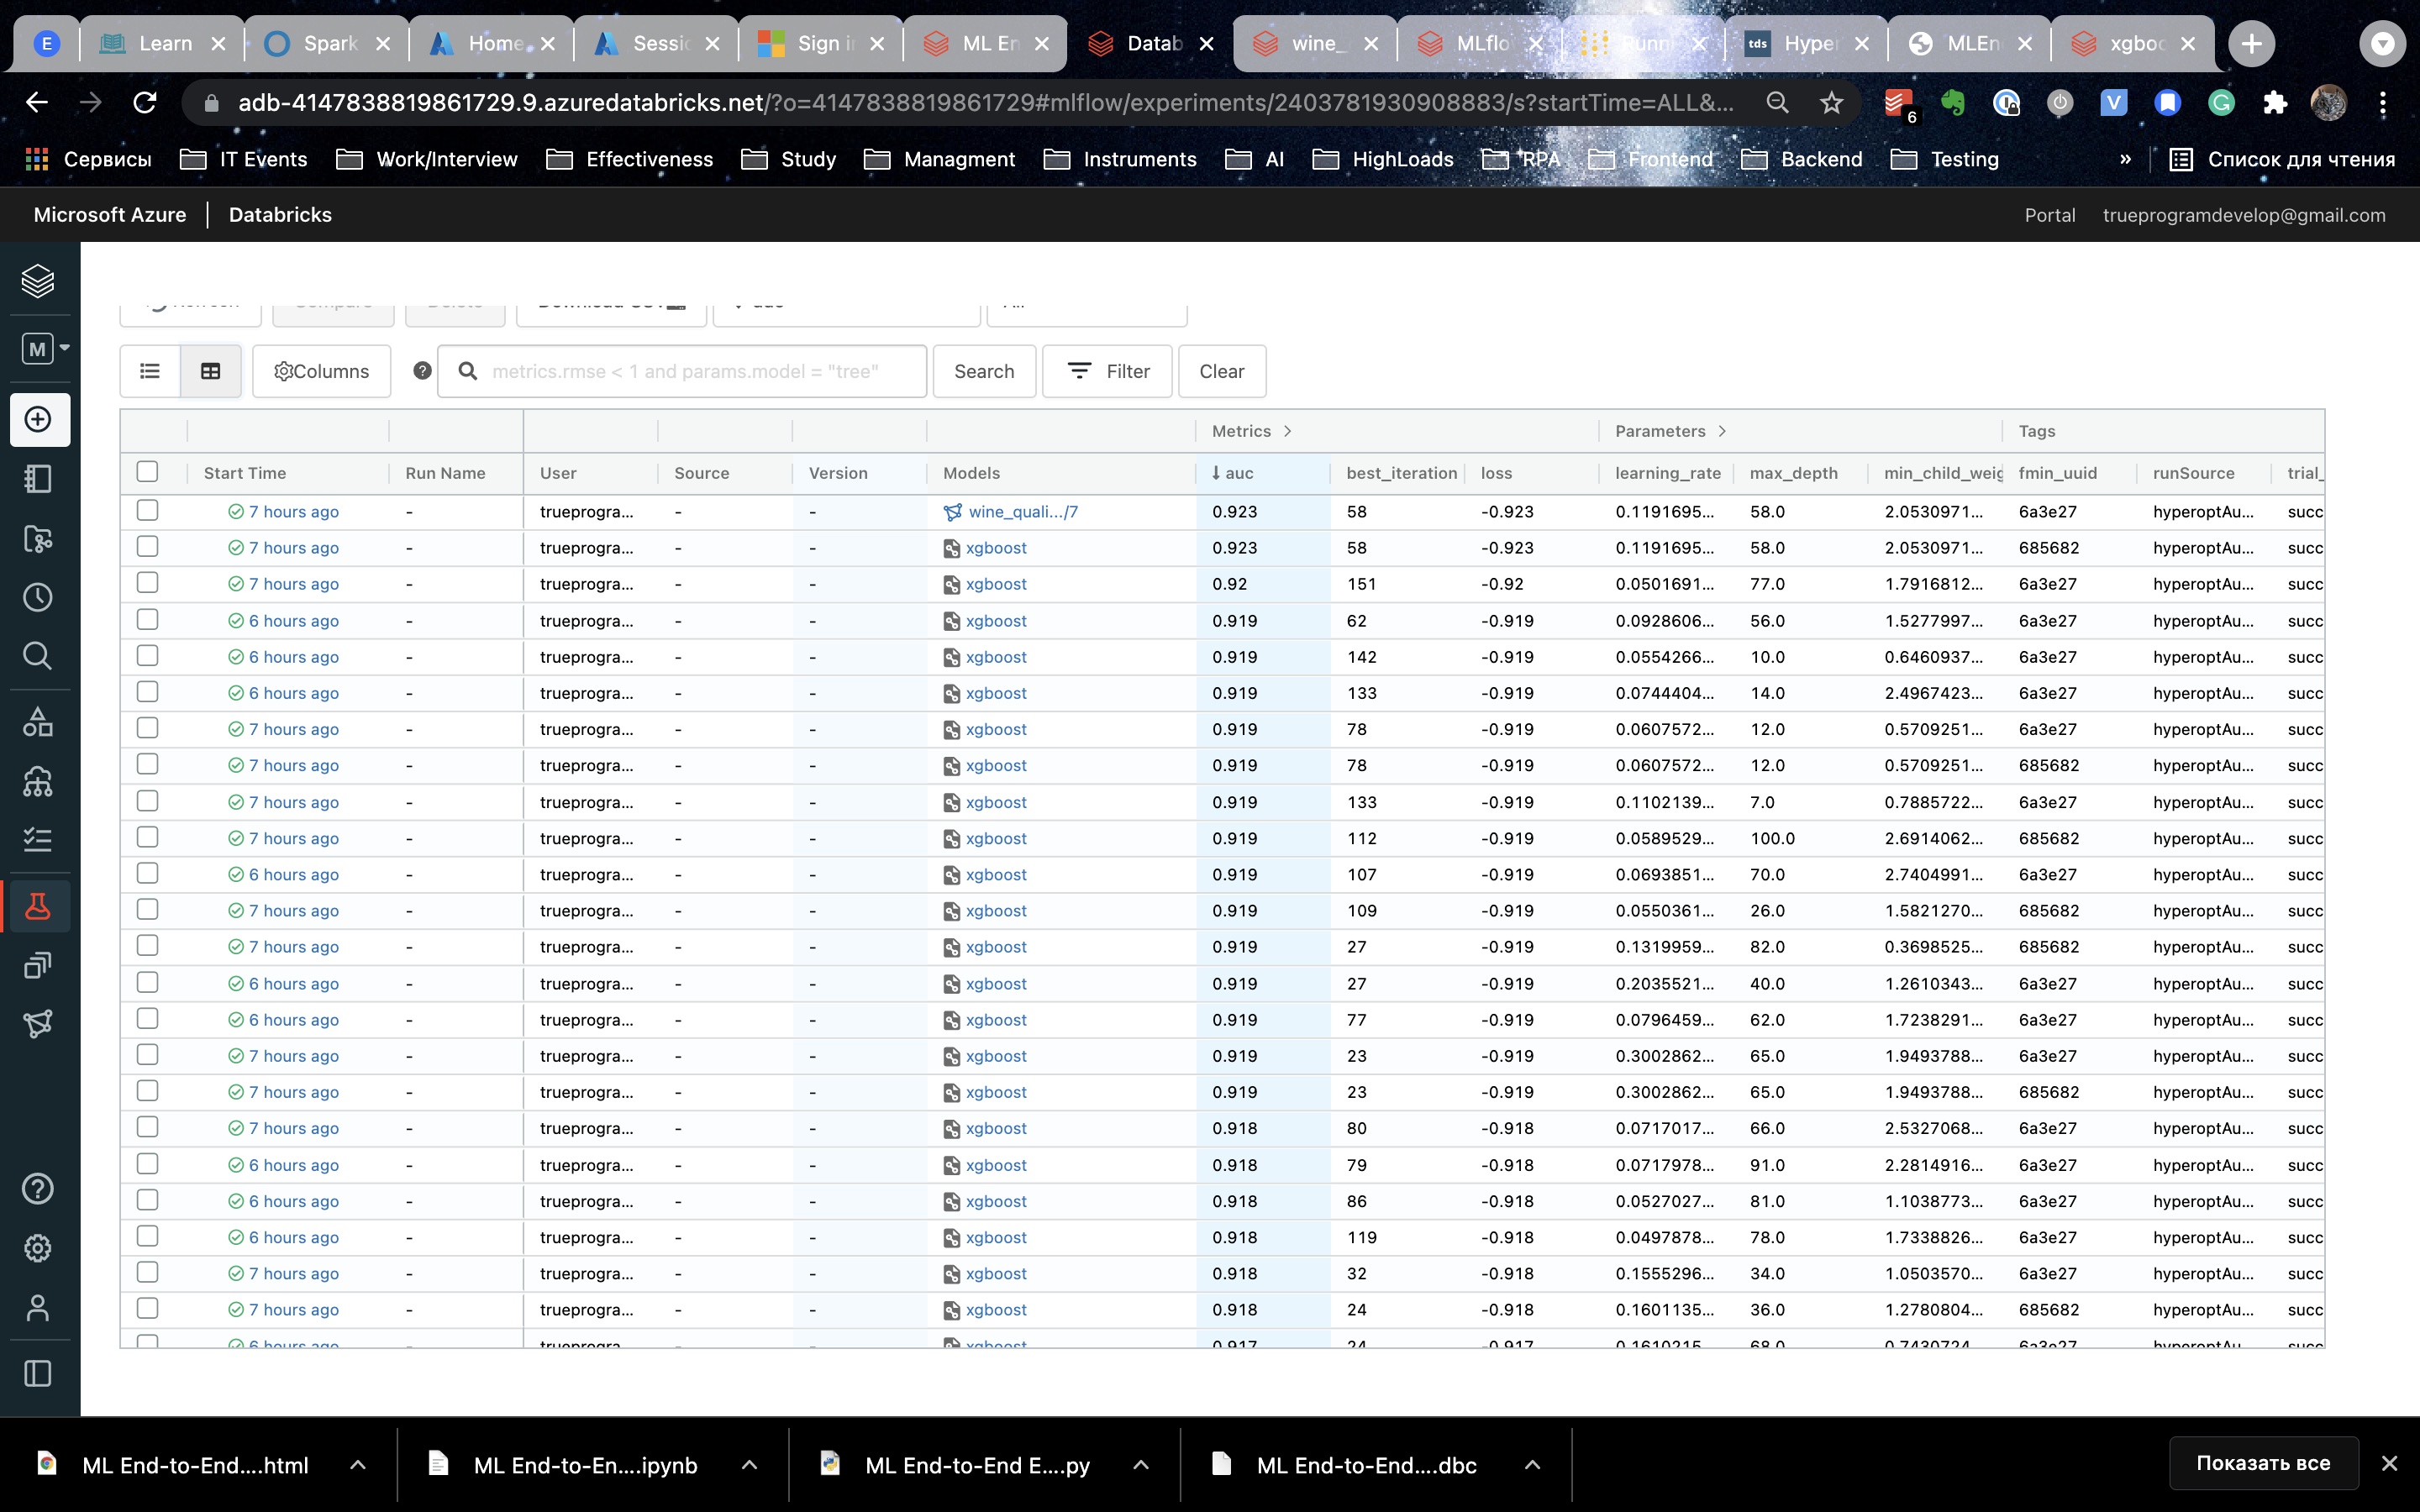 E Learn Spark Home Sessi Sign i ML En Datab wine_ MLflo Runn tds Hyper MLEn xgboo
adb-4147838819861729.9.azuredatabricks.net/?o=4147838819861729#mlflow/experiments/2403781930908883/s?startTime=ALL&... 6
Сервисы IT Events Work/Interview Effectiveness Study Managment Instruments AI HighLoads RPA Frontend Backend Testing » Список для чтения
Microsoft Azure Databricks Portal trueprogramdevelop@gmail.com
M
Columns metrics.rmse < 1 and params.model = "tree" Search Filter Clear
Metrics Parameters Tags
Start Time Run Name User Source Version Models ↓ auc best_iteration loss learning_rate max_depth min_child_weig fmin_uuid runSource trial_
7 hours ago - trueprogra... - - wine_quali.../7 0.923 58 -0.923 0.1191695... 58.0 2.0530971... 6a3e27 hyperoptAu... succ
7 hours ago - trueprogra... - - xgboost 0.923 58 -0.923 0.1191695... 58.0 2.0530971... 685682 hyperoptAu... succ
7 hours ago - trueprogra... - - xgboost 0.92 151 -0.92 0.0501691... 77.0 1.7916812... 6a3e27 hyperoptAu... succ
6 hours ago - trueprogra... - - xgboost 0.919 62 -0.919 0.0928606... 56.0 1.5277997... 6a3e27 hyperoptAu... succ
6 hours ago - trueprogra... - - xgboost 0.919 142 -0.919 0.0554266... 10.0 0.6460937... 6a3e27 hyperoptAu... succ
6 hours ago - trueprogra... - - xgboost 0.919 133 -0.919 0.0744404... 14.0 2.4967423... 6a3e27 hyperoptAu... succ
7 hours ago - trueprogra... - - xgboost 0.919 78 -0.919 0.0607572... 12.0 0.5709251... 6a3e27 hyperoptAu... succ
7 hours ago - trueprogra... - - xgboost 0.919 78 -0.919 0.0607572... 12.0 0.5709251... 685682 hyperoptAu... succ
7 hours ago - trueprogra... - - xgboost 0.919 133 -0.919 0.1102139... 7.0 0.7885722... 6a3e27 hyperoptAu... succ
7 hours ago - trueprogra... - - xgboost 0.919 112 -0.919 0.0589529... 100.0 2.6914062... 685682 hyperoptAu... succ
6 hours ago - trueprogra... - - xgboost 0.919 107 -0.919 0.0693851... 70.0 2.7404991... 6a3e27 hyperoptAu... succ
7 hours ago - trueprogra... - - xgboost 0.919 109 -0.919 0.0550361... 26.0 1.5821270... 685682 hyperoptAu... succ
7 hours ago - trueprogra... - - xgboost 0.919 27 -0.919 0.1319959... 82.0 0.3698525... 685682 hyperoptAu... succ
6 hours ago - trueprogra... - - xgboost 0.919 27 -0.919 0.2035521... 40.0 1.2610343... 6a3e27 hyperoptAu... succ
6 hours ago - trueprogra... - - xgboost 0.919 77 -0.919 0.0796459... 62.0 1.7238291... 6a3e27 hyperoptAu... succ
7 hours ago - trueprogra... - - xgboost 0.919 23 -0.919 0.3002862... 65.0 1.9493788... 6a3e27 hyperoptAu... succ
7 hours ago - trueprogra... - - xgboost 0.919 23 -0.919 0.3002862... 65.0 1.9493788... 685682 hyperoptAu... succ
7 hours ago - trueprogra... - - xgboost 0.918 80 -0.918 0.0717017... 66.0 2.5327068... 6a3e27 hyperoptAu... succ
6 hours ago - trueprogra... - - xgboost 0.918 79 -0.918 0.0717978... 91.0 2.2814916... 6a3e27 hyperoptAu... succ
6 hours ago - trueprogra... - - xgboost 0.918 86 -0.918 0.0527027... 81.0 1.1038773... 6a3e27 hyperoptAu... succ
6 hours ago - trueprogra... - - xgboost 0.918 119 -0.918 0.0497878... 78.0 1.7338826... 6a3e27 hyperoptAu... succ
7 hours ago - trueprogra... - - xgboost 0.918 32 -0.918 0.1555296... 34.0 1.0503570... 6a3e27 hyperoptAu... succ
7 hours ago - trueprogra... - - xgboost 0.918 24 -0.918 0.1601135... 36.0 1.2780804... 685682 hyperoptAu... succ
ML End-to-End....html ML End-to-En....ipynb ML End-to-End E....py ML End-to-End....dbc Показать все